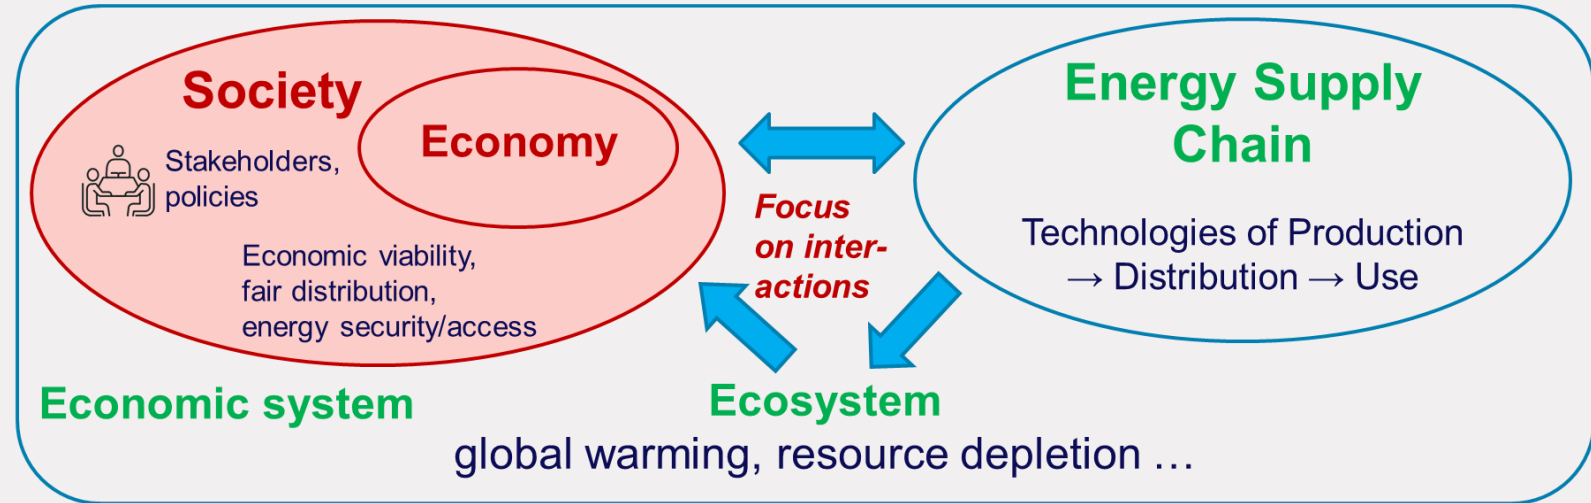 Society
Economy
Stakeholders,
policies
Economic viability,
fair distribution,
energy security/access
Economic system
Focus
on inter-
actions
Energy Supply
Chain
Technologies of Production
→ Distribution → Use
Ecosystem
global warming, resource depletion ...